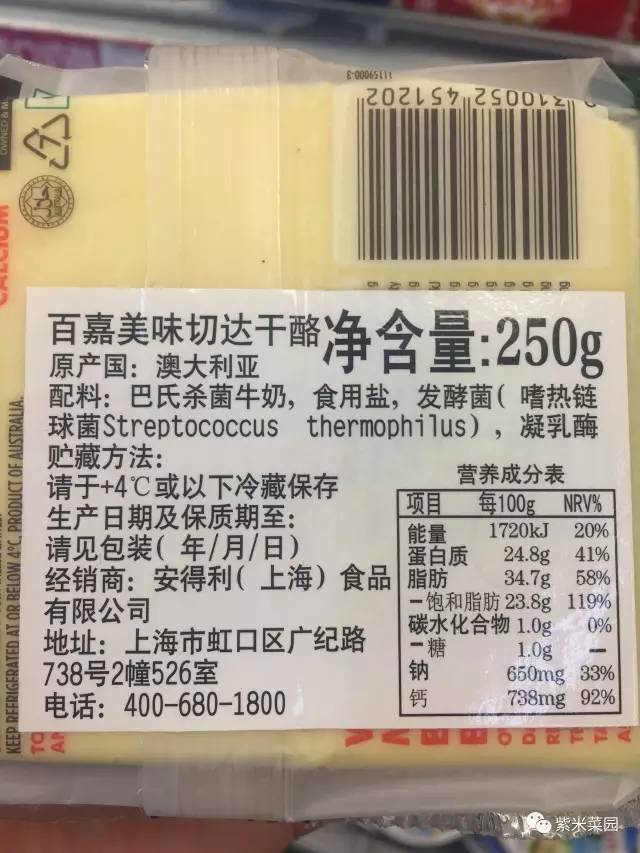 11159000-3
310052 451202
OWNED & M
CALCIUM
KEEP REFRIGERATED AT OR BELOW 4°C. PRODUCT OF AUSTRALIA.
百嘉美味切达干酪净含量:250g
原产国：澳大利亚
配料：巴氏杀菌牛奶，食用盐，发酵菌（嗜热链
球菌Streptococcus thermophilus），凝乳酶
贮藏方法：
请于+4℃或以下冷藏保存
生产日期及保质期至：
请见包装（年/月/日）
经销商：安得利（上海）食品
有限公司
地址：上海市虹口区广纪路
738号2幢526室
电话：400-680-1800
营养成分表
项目 每100g NRV%
能量 1720kJ 20%
蛋白质 24.8g 41%
脂肪 34.7g 58%
—饱和脂肪 23.8g 119%
碳水化合物 1.0g 0%
—糖 1.0g —
钠 650mg 33%
钙 738mg 92%
紫米菜园